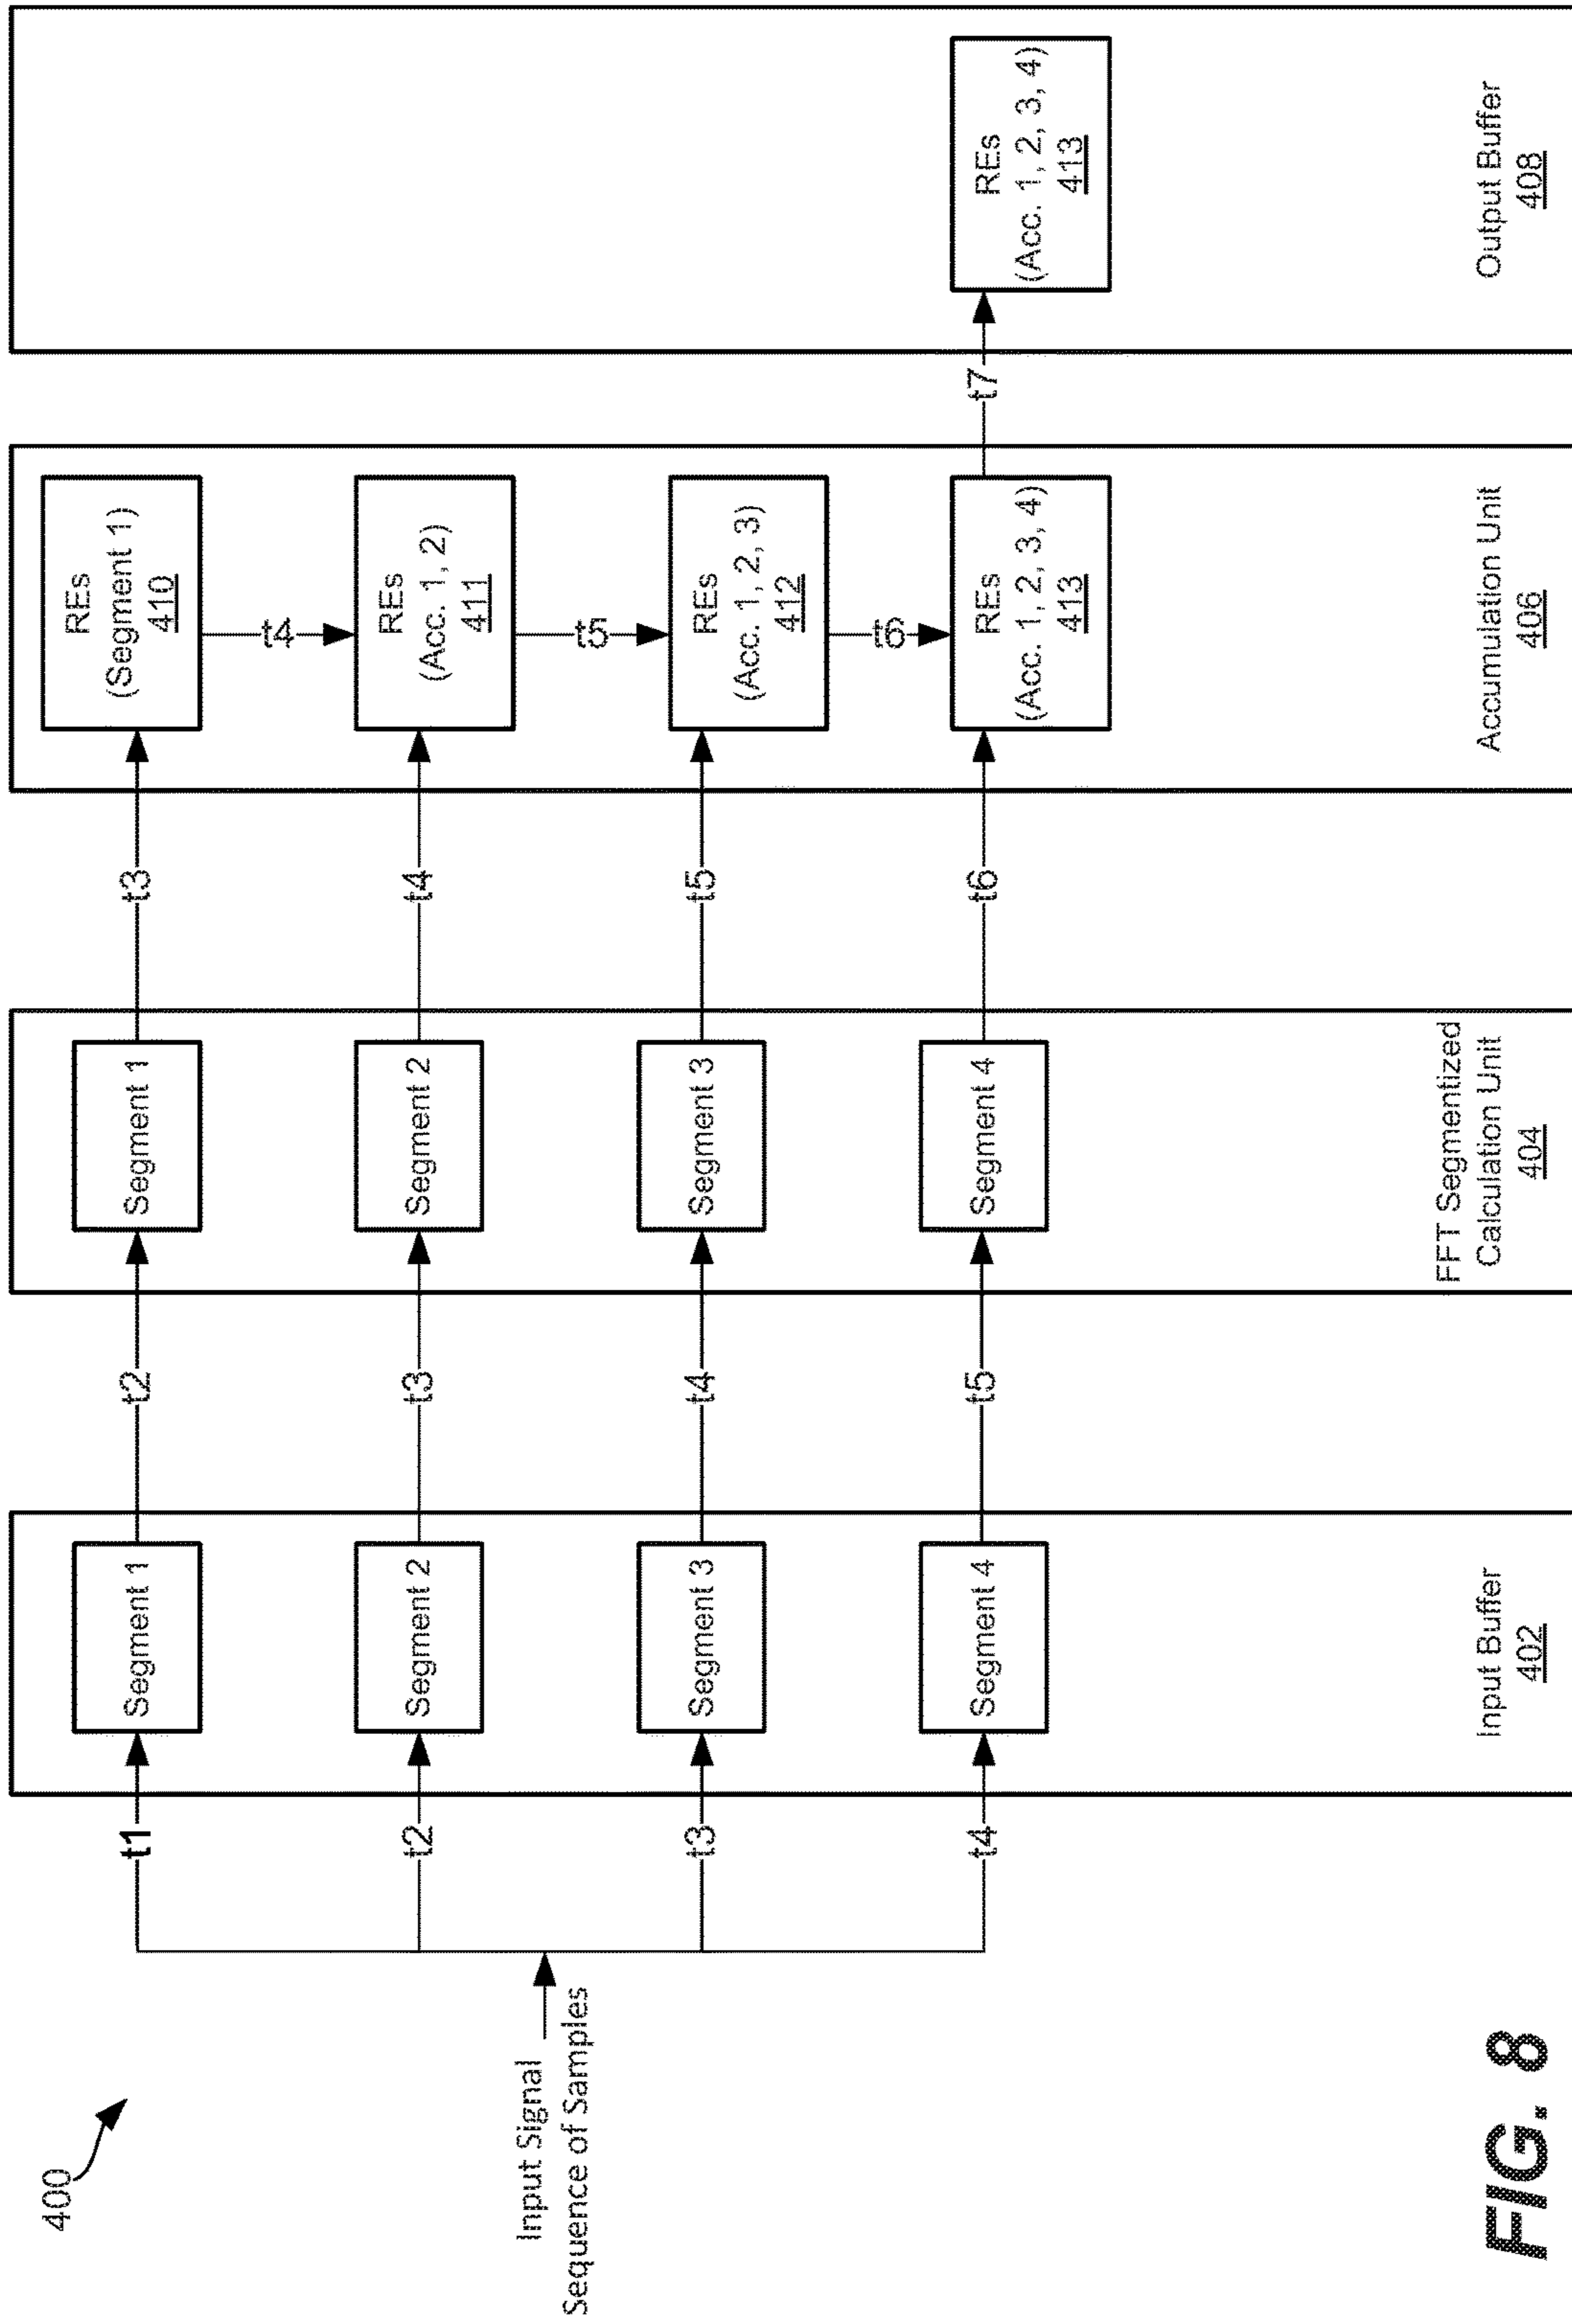 400
Input Signal
Sequence of Samples
t1
Segment 1
t2
Segment 1
t3
REs
(Segment 1)
410
t4
t2
Segment 2
t3
Segment 2
t4
REs
(Acc. 1, 2)
411
t5
t3
Segment 3
t4
Segment 3
t5
REs
(Acc. 1, 2, 3)
412
t6
t4
Segment 4
t5
Segment 4
t6
REs
(Acc. 1, 2, 3, 4)
413
t7
REs
(Acc. 1, 2, 3, 4)
413
Input Buffer
402
FFT Segmentized
Calculation Unit
404
Accumulation Unit
406
Output Buffer
408
FIG. 8